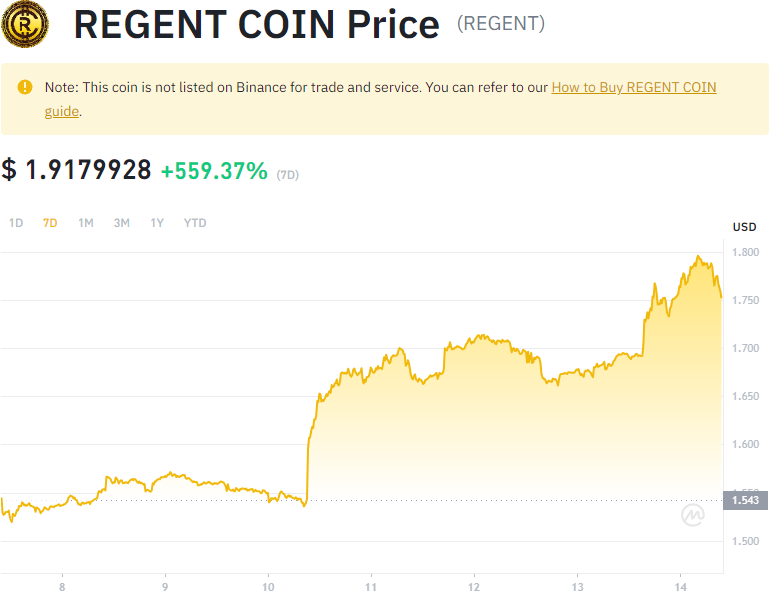 REGENT COIN Price (REGENT)
Note: This coin is not listed on Binance for trade and service. You can refer to our How to Buy REGENT COIN
guide.
$ 1.9179928 +559.37% (7D)
1D 7D 1M 3M 1Y YTD
USD
1.800
1.750
1.700
1.650
1.600
1.543
1.500
8 9 10 11 12 13 14